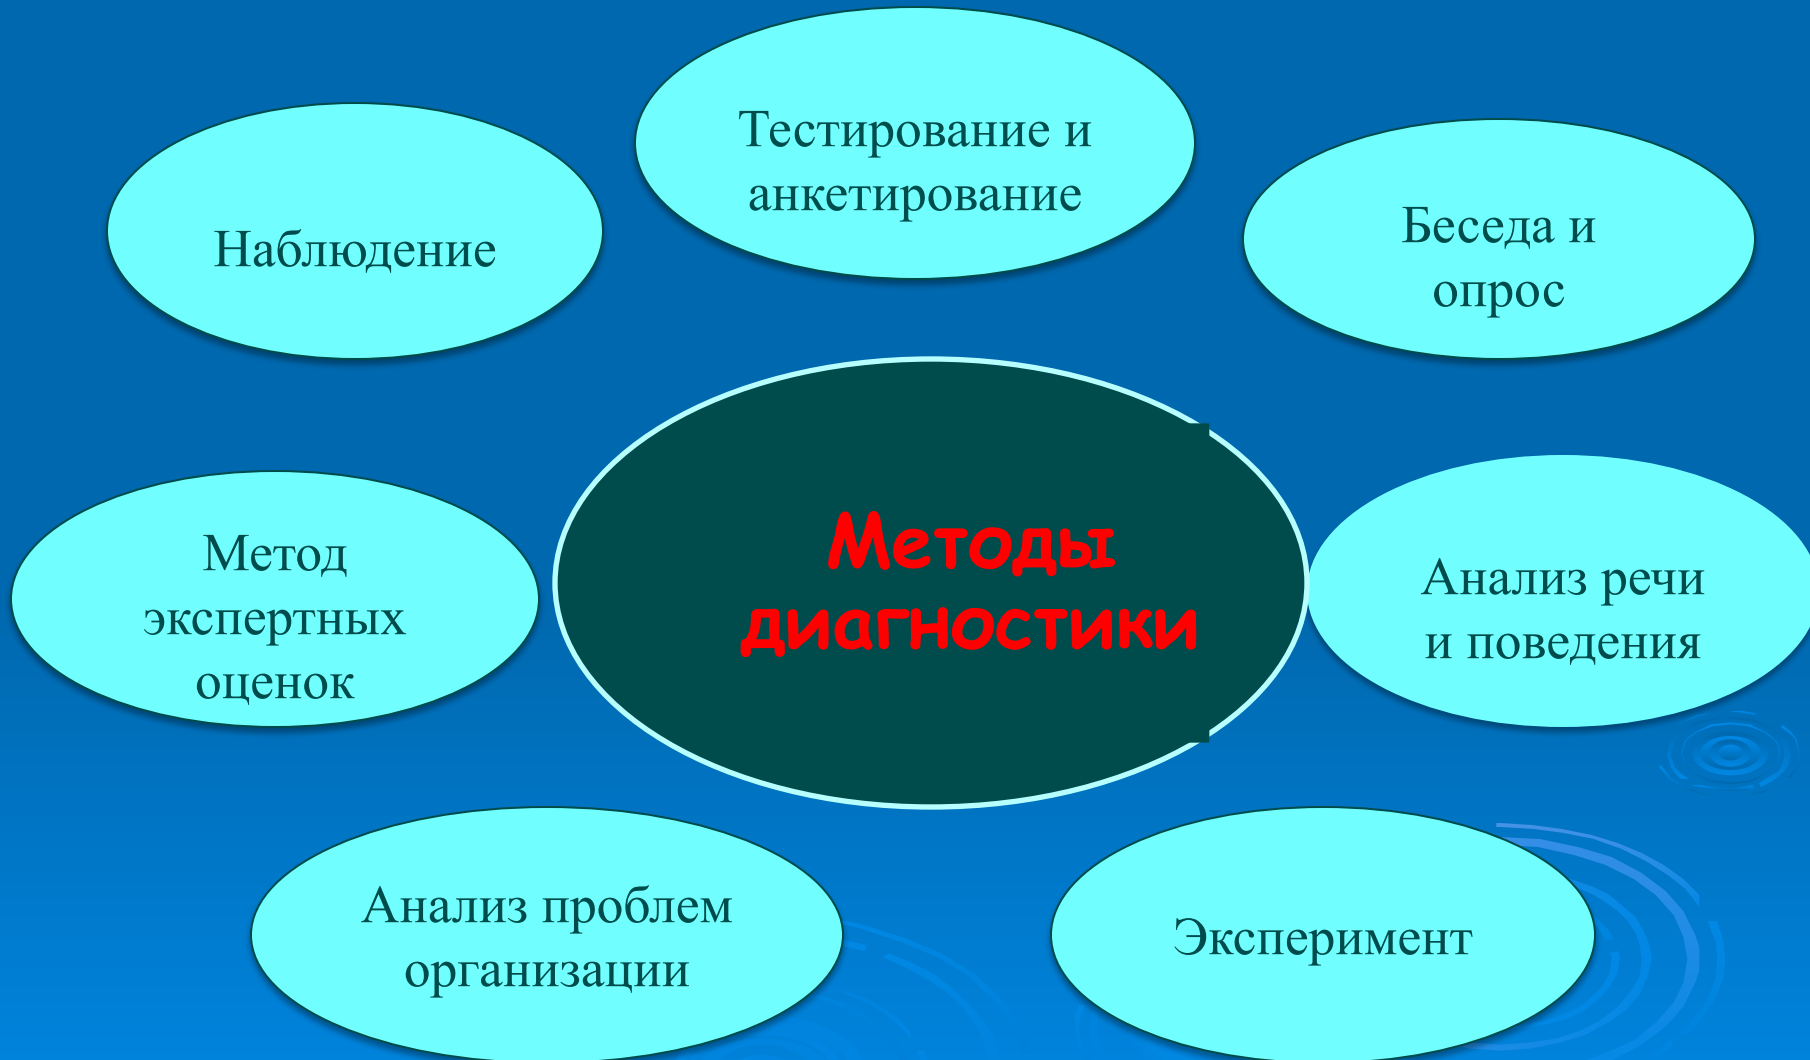 Тестирование и
анкетирование
Наблюдение
Беседа и
опрос
Методы
диагностики
Метод
экспертных
оценок
Анализ речи
и поведения
Анализ проблем
организации
Эксперимент